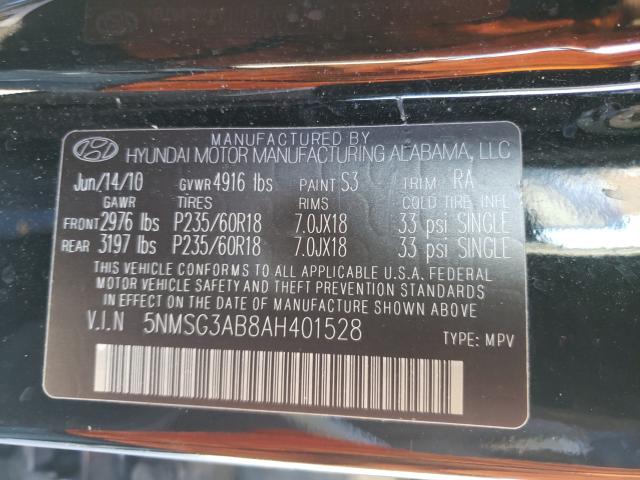 MANUFACTURED BY
HYUNDAI MOTOR MANUFACTURING ALABAMA, LLC
Jun/14/10 GVWR 4916 lbs PAINT S3 TRIM RA
GAWR TIRES RIMS COLD TIRE INFL
FRONT 2976 lbs P235/60R18 7.0JX18 33 psi SINGLE
REAR 3197 lbs P235/60R18 7.0JX18 33 psi SINGLE
THIS VEHICLE CONFORMS TO ALL APPLICABLE U.S.A. FEDERAL
MOTOR VEHICLE SAFETY AND THEFT PREVENTION STANDARDS
IN EFFECT ON THE DATE OF MANUFACTURE SHOWN ABOVE.
V.I.N 5NMSG3AB8AH401528 TYPE: MPV